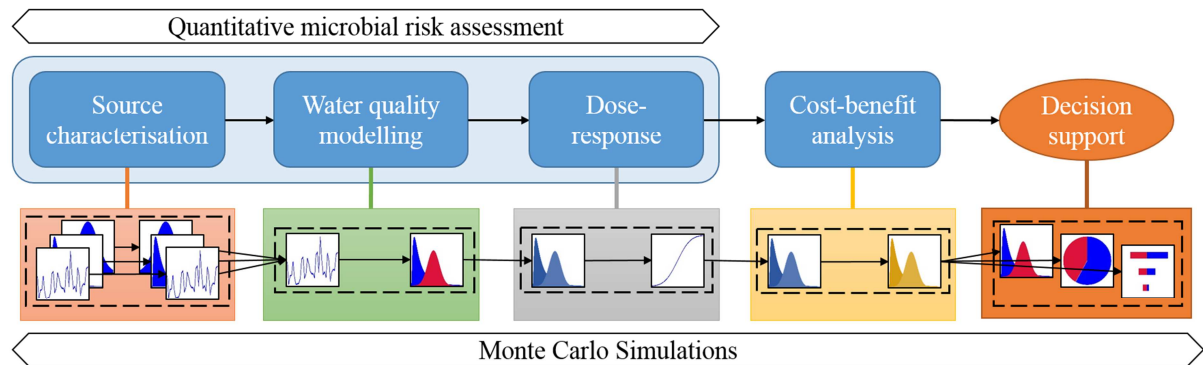 Quantitative microbial risk assessment
Source
characterisation
Water quality
modelling
Dose-
response
Cost-benefit
analysis
Decision
support
Monte Carlo Simulations